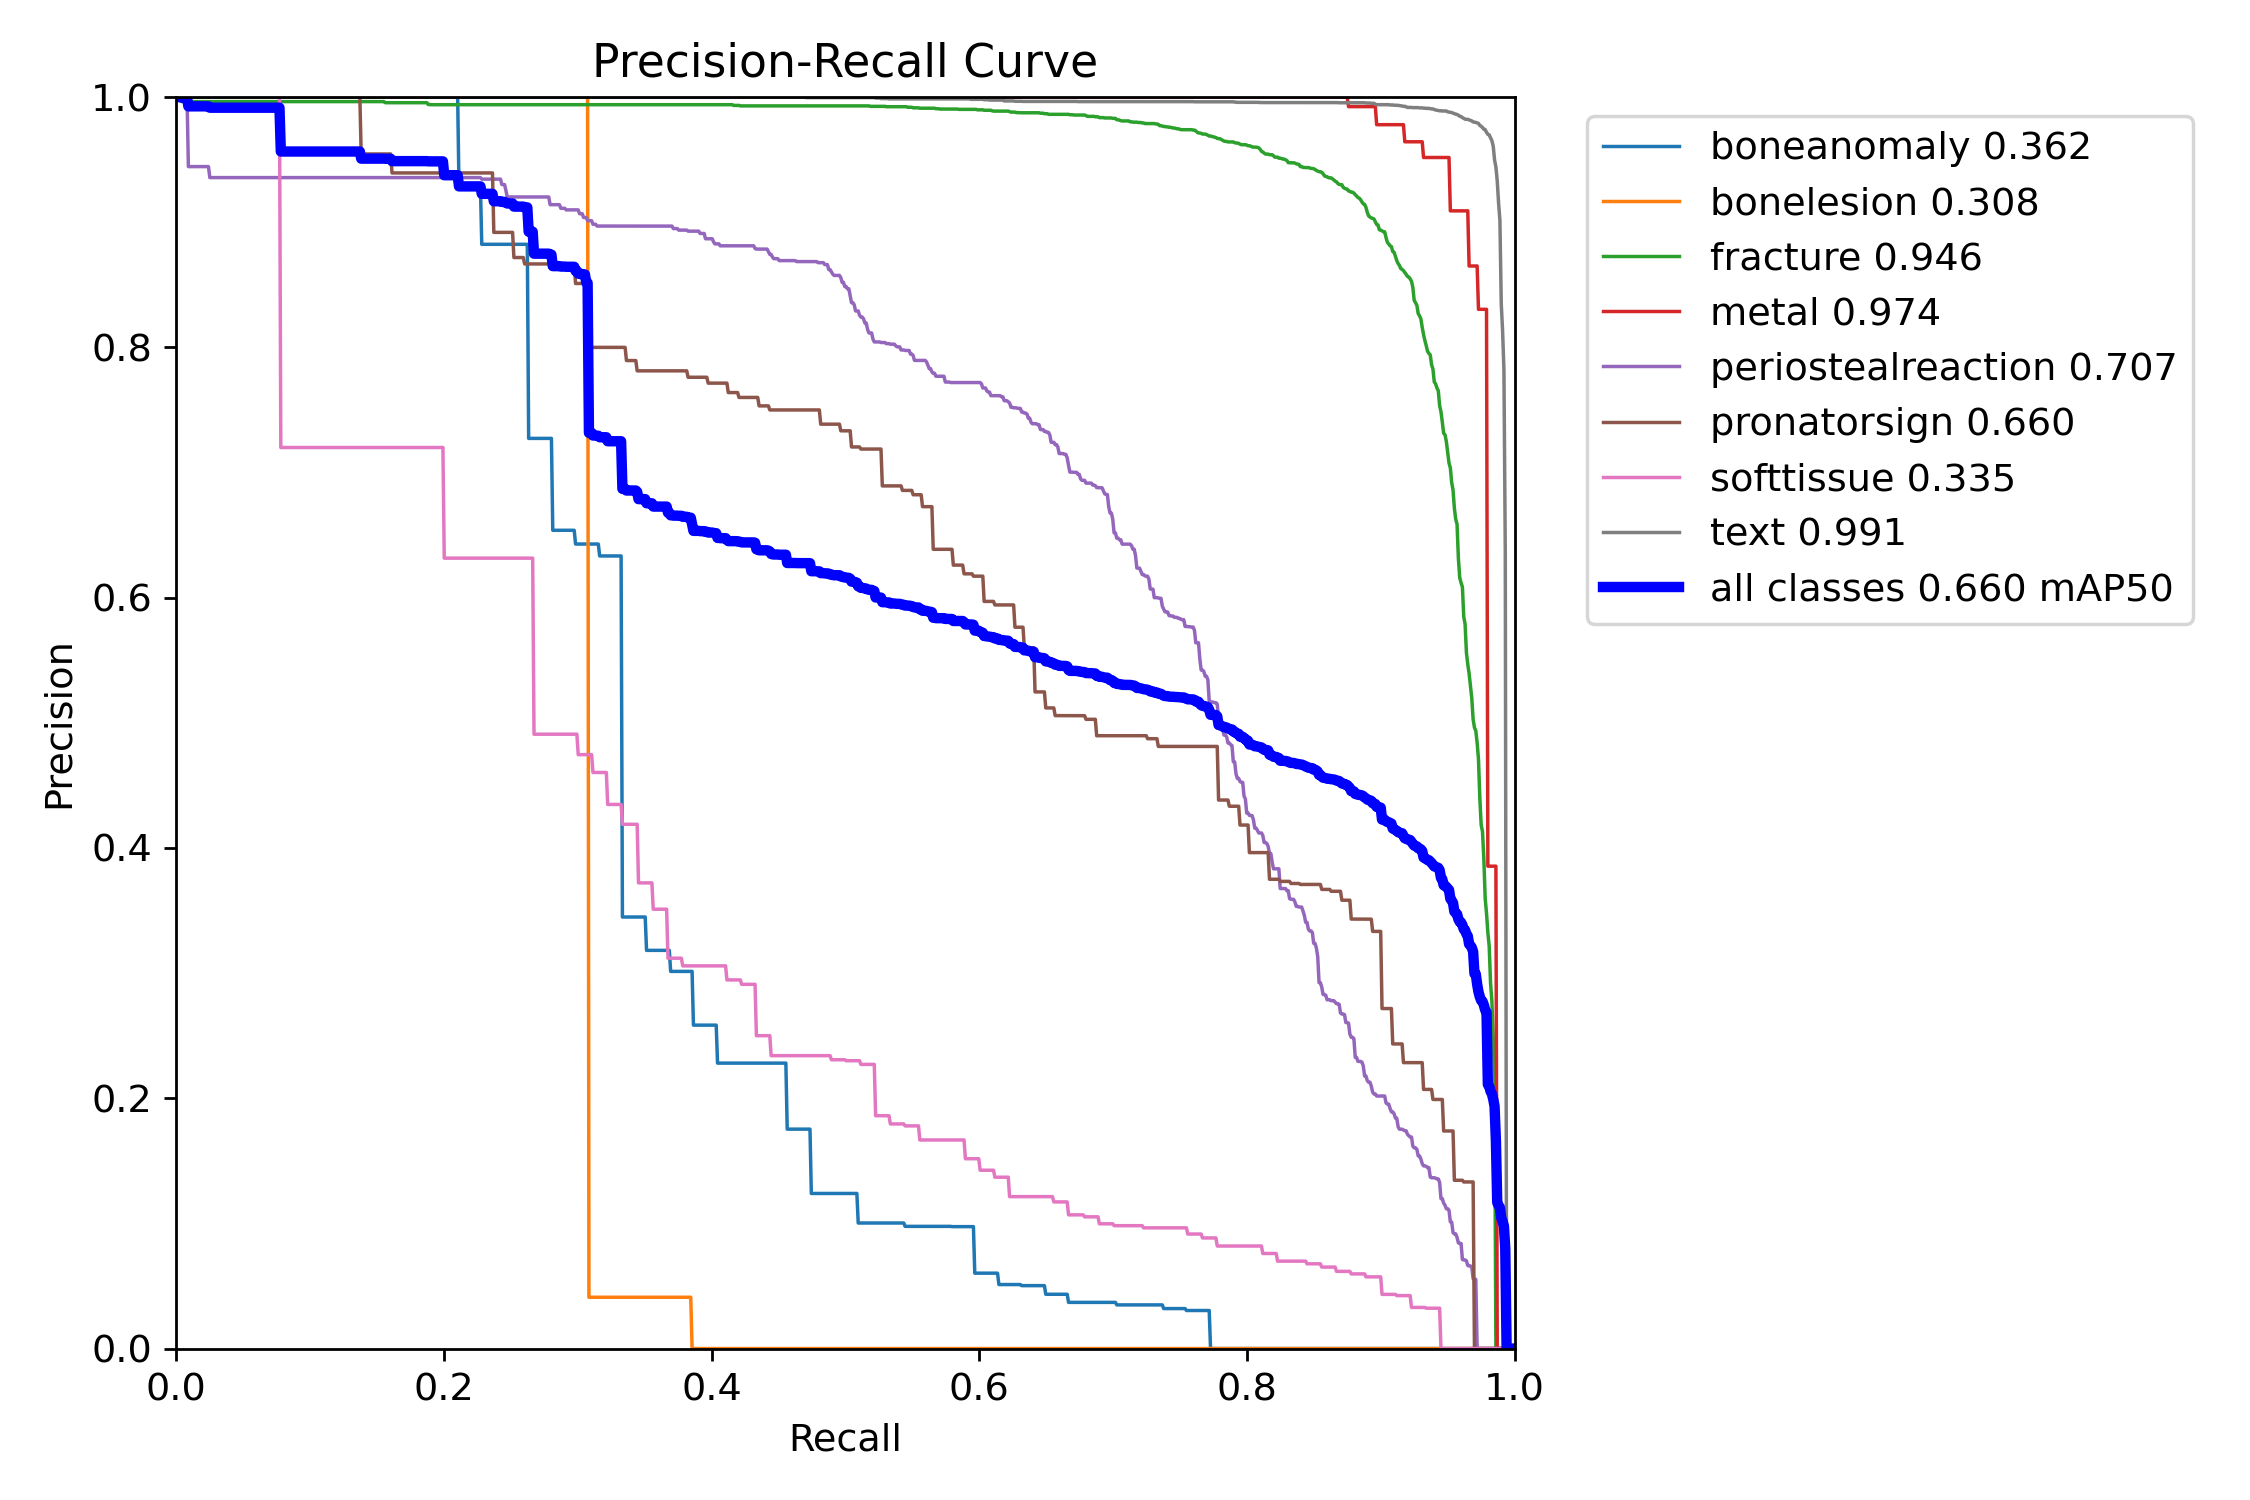 Precision-Recall Curve
1.0
0.8
0.6
0.4
0.2
0.0
Precision
0.0 0.2 0.4 0.6 0.8 1.0
Recall
boneanomaly 0.362
bonelesion 0.308
fracture 0.946
metal 0.974
periostealreaction 0.707
pronatorsign 0.660
softtissue 0.335
text 0.991
all classes 0.660 mAP50